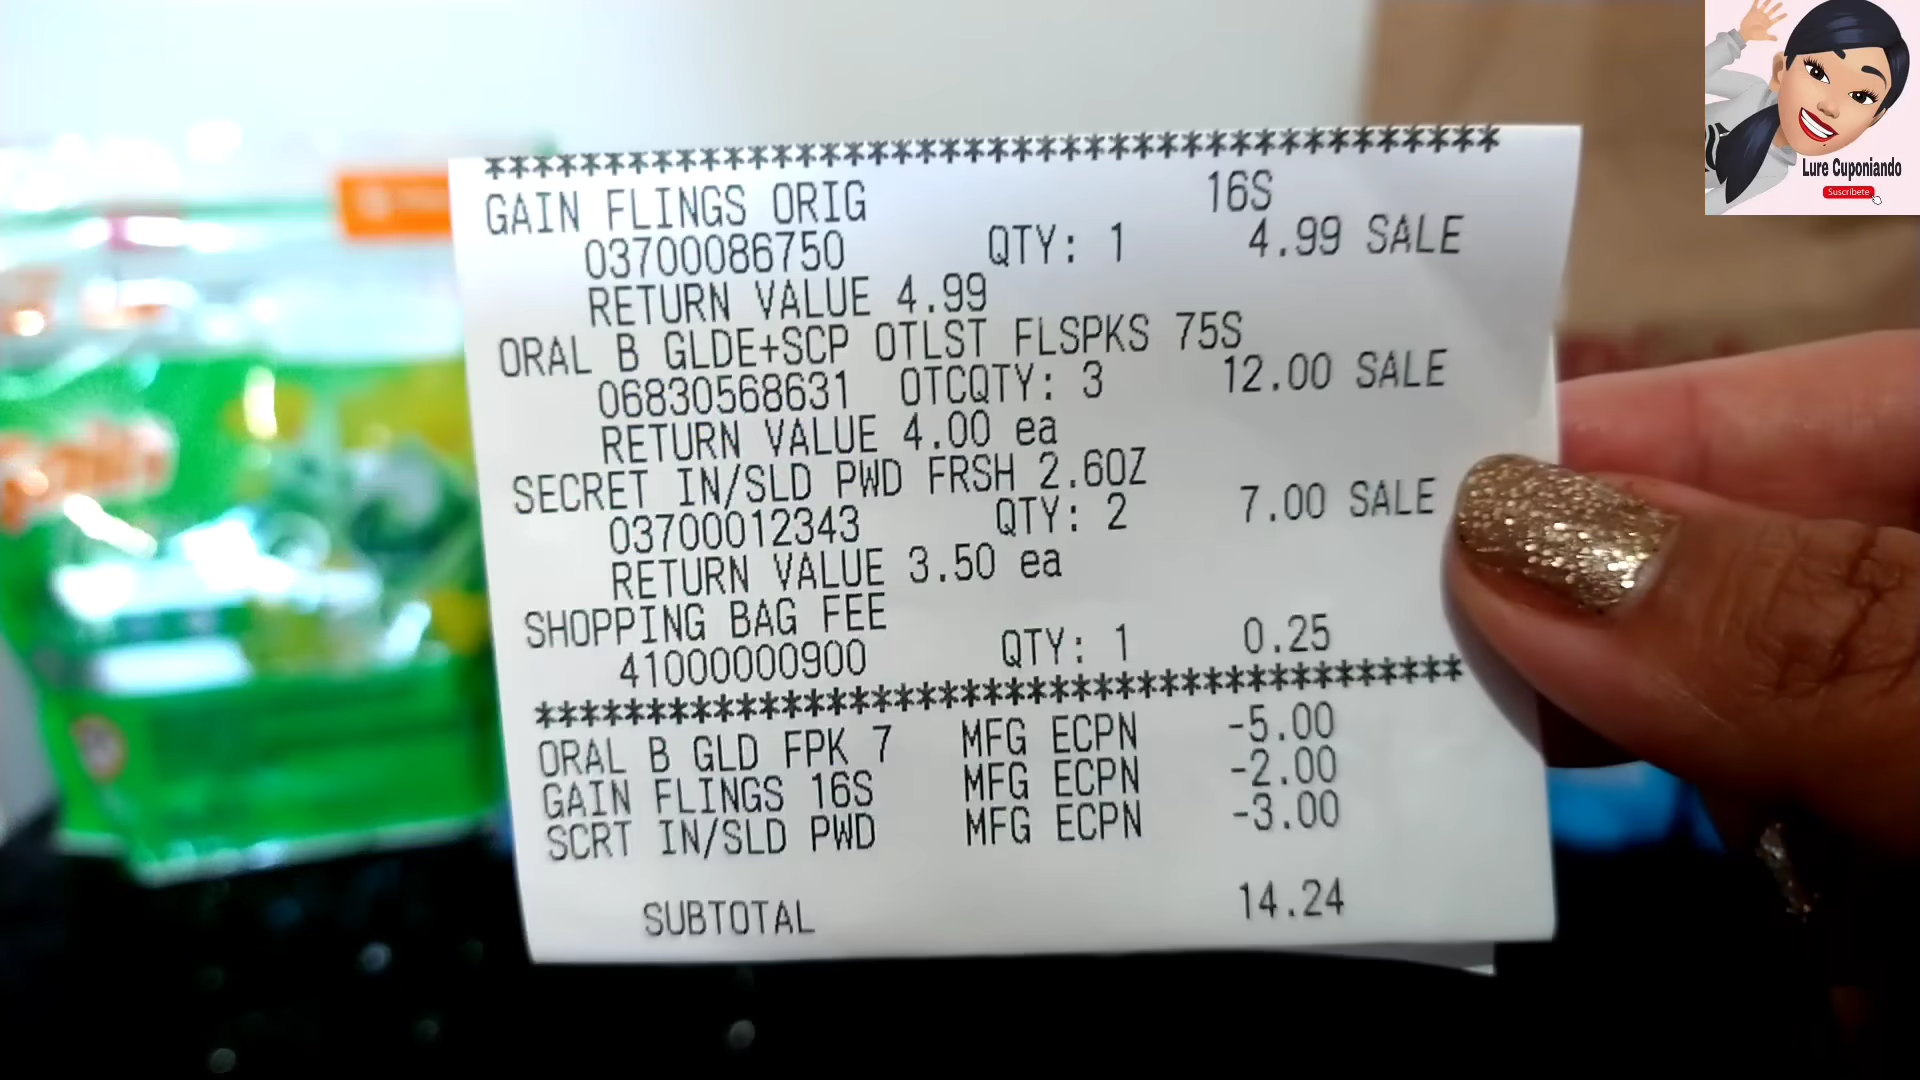 ****************************************
GAIN FLINGS ORIG 16S
03700086750 QTY: 1 4.99 SALE
RETURN VALUE 4.99
ORAL B GLDE+SCP OTLST FLSPKS 75S
06830568631 OTCQTY: 3 12.00 SALE
RETURN VALUE 4.00 ea
SECRET IN/SLD PWD FRSH 2.6OZ
03700012343 QTY: 2 7.00 SALE
RETURN VALUE 3.50 ea
SHOPPING BAG FEE
41000000900 QTY: 1 0.25
****************************************
ORAL B GLD FPK 7 MFG ECPN -5.00
GAIN FLINGS 16S MFG ECPN -2.00
SCRT IN/SLD PWD MFG ECPN -3.00
SUBTOTAL 14.24
Lure Cuponiando
Suscribete